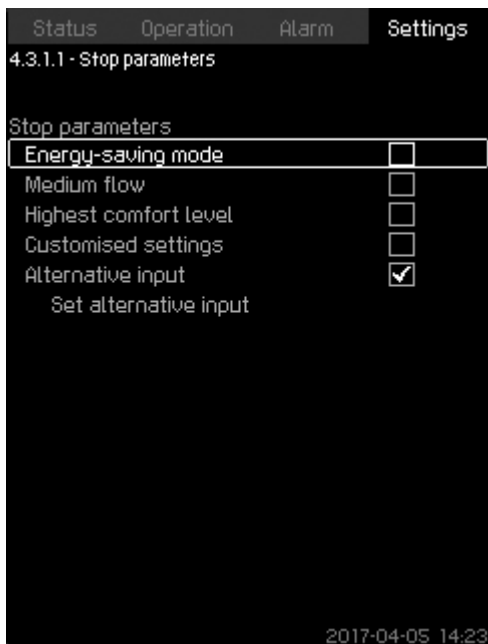 Status Operation Alarm Settings
4.3.1.1 - Stop parameters
Stop parameters
Energy-saving mode
Medium flow
Highest comfort level
Customised settings
Alternative input
Set alternative input
2017-04-05 14:23